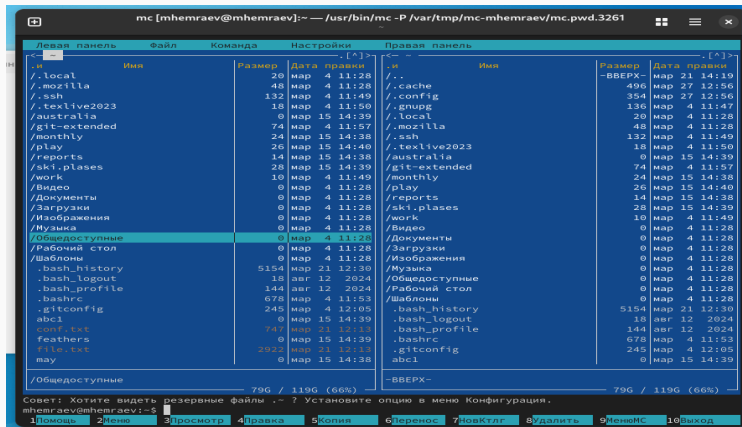 mc [mhemraev@mhemraev]:~ — /usr/bin/mc -P /var/tmp/mc-mhemraev/mc.pwd.3261
~
Левая панель Файл Команда Настройки Правая панель
<— ~ .[^]> <— ~ .[^]>
.и Имя Размер Дата правки .и Имя Размер Дата правки
/.local 20 мар 4 11:28 /.. -ВВЕРХ- мар 21 14:19
/.mozilla 48 мар 4 11:28 /.cache 496 мар 27 12:56
/.ssh 132 мар 4 11:49 /.config 354 мар 27 12:56
/.texlive2023 18 мар 4 11:50 /.gnupg 136 мар 4 11:47
/australia 0 мар 15 14:39 /.local 20 мар 4 11:28
/git-extended 74 мар 4 11:57 /.mozilla 48 мар 4 11:28
/monthly 24 мар 15 14:38 /.ssh 132 мар 4 11:49
/play 26 мар 15 14:40 /.texlive2023 18 мар 4 11:50
/reports 14 мар 15 14:38 /australia 0 мар 15 14:39
/ski.plases 28 мар 15 14:39 /git-extended 74 мар 4 11:57
/work 10 мар 4 11:49 /monthly 24 мар 15 14:38
/Видео 0 мар 4 11:28 /play 26 мар 15 14:40
/Документы 0 мар 4 11:28 /reports 14 мар 15 14:38
/Загрузки 0 мар 4 11:28 /ski.plases 28 мар 15 14:39
/Изображения 0 мар 4 11:28 /work 10 мар 4 11:49
/Музыка 0 мар 4 11:28 /Видео 0 мар 4 11:28
/Общедоступные 0 мар 4 11:28 /Документы 0 мар 4 11:28
/Рабочий стол 0 мар 4 11:28 /Загрузки 0 мар 4 11:28
/Шаблоны 0 мар 4 11:28 /Изображения 0 мар 4 11:28
.bash_history 5154 мар 21 12:30 /Музыка 0 мар 4 11:28
.bash_logout 18 авг 12 2024 /Общедоступные 0 мар 4 11:28
.bash_profile 144 авг 12 2024 /Рабочий стол 0 мар 4 11:28
.bashrc 678 мар 4 11:53 /Шаблоны 0 мар 4 11:28
.gitconfig 245 мар 4 12:05 .bash_history 5154 мар 21 12:30
abc1 0 мар 15 14:39 .bash_logout 18 авг 12 2024
conf.txt 747 мар 21 12:13 .bash_profile 144 авг 12 2024
feathers 0 мар 15 14:39 .bashrc 678 мар 4 11:53
file.txt 2922 мар 21 12:13 .gitconfig 245 мар 4 12:05
may 0 мар 15 14:38 abc1 0 мар 15 14:39
/Общедоступные -ВВЕРХ-
79G / 119G (66%) 79G / 119G (66%)
Совет: Хотите видеть резервные файлы .~ ? Установите опцию в меню Конфигурация.
mhemraev@mhemraev:~$
1Помощь 2Меню 3Просмотр 4Правка 5Копия 6Перенос 7НовКтлг 8Удалить 9МенюMC 10Выход